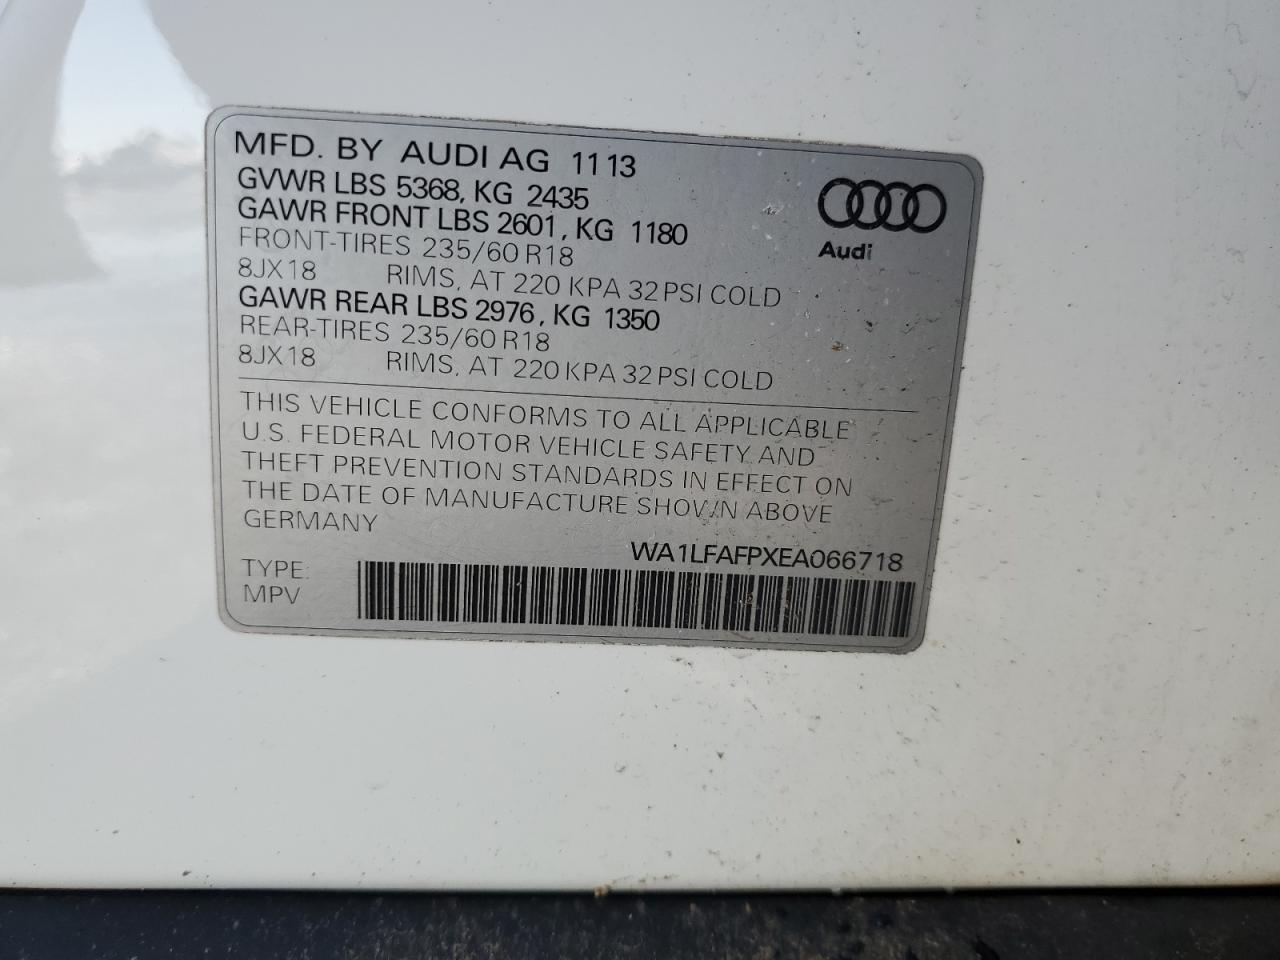 MFD. BY AUDI AG 11 13
GVWR LBS 5368, KG 2435
GAWR FRONT LBS 2601, KG 1180
FRONT-TIRES 235/60 R18
8JX18 RIMS, AT 220 KPA 32 PSI COLD
GAWR REAR LBS 2976, KG 1350
REAR-TIRES 235/60 R18
8JX18 RIMS, AT 220 KPA 32 PSI COLD
Audi
THIS VEHICLE CONFORMS TO ALL APPLICABLE
U.S. FEDERAL MOTOR VEHICLE SAFETY AND
THEFT PREVENTION STANDARDS IN EFFECT ON
THE DATE OF MANUFACTURE SHOWN ABOVE
GERMANY
WA1LFAFPXEA066718
TYPE:
MPV